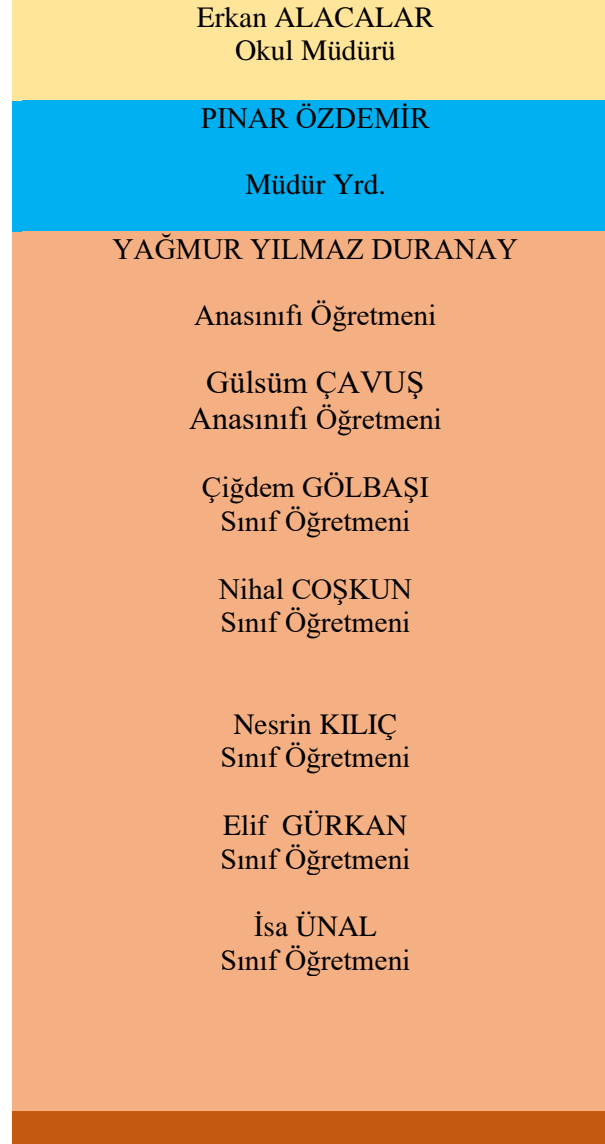 Erkan ALACALAR
Okul Müdürü
PINAR ÖZDEMİR
Müdür Yrd.
YAĞMUR YILMAZ DURANAY
Anasınıfı Öğretmeni
Gülsüm ÇAVUŞ
Anasınıfı Öğretmeni
Çiğdem GÖLBAŞI
Sınıf Öğretmeni
Nihal COŞKUN
Sınıf Öğretmeni
Nesrin KILIÇ
Sınıf Öğretmeni
Elif GÜRKAN
Sınıf Öğretmeni
İsa ÜNAL
Sınıf Öğretmeni